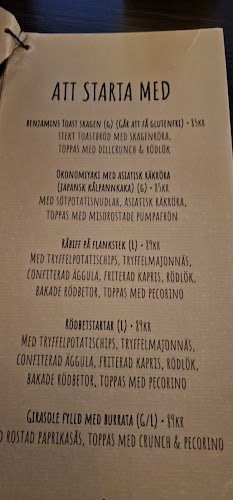 ATT STARTA MED
BENJAMINS TOAST SKAGEN (G) (GÅR ATT FÅ GLUTENFRI) • 85KR
STEKT TOASTBRÖD MED SKAGENRÖRA,
TOPPAS MED DILLCRUNCH & RÖDLÖK
OKONOMIYAKI MED ASIATISK RÄKRÖRA
(JAPANSK KÅLPANNKAKA) (G) • 85KR
MED SÖTPOTATISNUDLAR, ASIATISK RÄKRÖRA,
TOPPAS MED MISOROSTADE PUMPAFRÖN
RÅBIFF PÅ FLANKSTEK (L) • 89KR
MED TRYFFELPOTATISCHIPS, TRYFFELMAJONNÄS,
CONFITERAD ÄGGULA, FRITERAD KAPRIS, RÖDLÖK,
BAKADE RÖDBETOR, TOPPAS MED PECORINO
RÖDBETSTARTAR (L) • 89KR
MED TRYFFELPOTATISCHIPS, TRYFFELMAJONNÄS,
CONFITERAD ÄGGULA, FRITERAD KAPRIS, RÖDLÖK,
BAKADE RÖDBETOR, TOPPAS MED PECORINO
GIRASOLE FYLLD MED BURRATA (G/L) • 89KR
D ROSTAD PAPRIKASÅS, TOPPAS MED CRUNCH & PECORINO